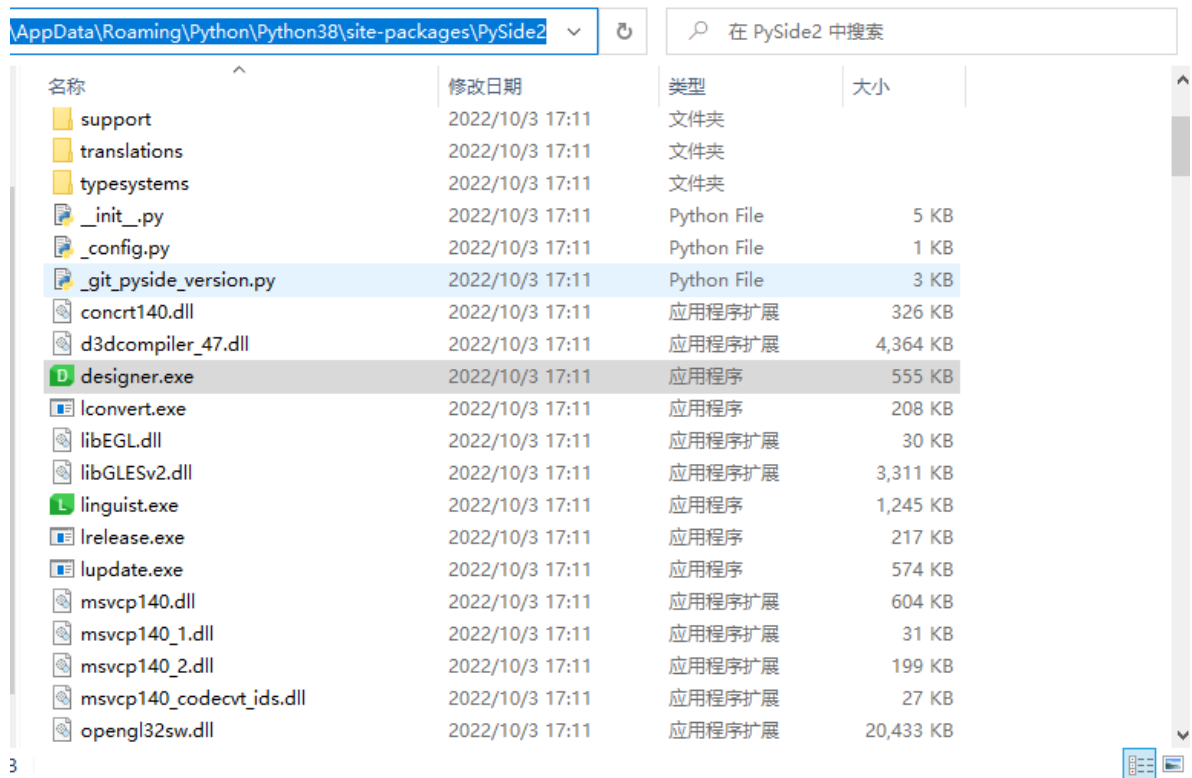 \AppData\Roaming\Python\Python38\site-packages\PySide2 在 PySide2 中搜索
名称 修改日期 类型 大小
support 2022/10/3 17:11 文件夹
translations 2022/10/3 17:11 文件夹
typesystems 2022/10/3 17:11 文件夹
__init__.py 2022/10/3 17:11 Python File 5 KB
_config.py 2022/10/3 17:11 Python File 1 KB
_git_pyside_version.py 2022/10/3 17:11 Python File 3 KB
concrt140.dll 2022/10/3 17:11 应用程序扩展 326 KB
d3dcompiler_47.dll 2022/10/3 17:11 应用程序扩展 4,364 KB
designer.exe 2022/10/3 17:11 应用程序 555 KB
lconvert.exe 2022/10/3 17:11 应用程序 208 KB
libEGL.dll 2022/10/3 17:11 应用程序扩展 30 KB
libGLESv2.dll 2022/10/3 17:11 应用程序扩展 3,311 KB
linguist.exe 2022/10/3 17:11 应用程序 1,245 KB
lrelease.exe 2022/10/3 17:11 应用程序 217 KB
lupdate.exe 2022/10/3 17:11 应用程序 574 KB
msvcp140.dll 2022/10/3 17:11 应用程序扩展 604 KB
msvcp140_1.dll 2022/10/3 17:11 应用程序扩展 31 KB
msvcp140_2.dll 2022/10/3 17:11 应用程序扩展 199 KB
msvcp140_codecvt_ids.dll 2022/10/3 17:11 应用程序扩展 27 KB
opengl32sw.dll 2022/10/3 17:11 应用程序扩展 20,433 KB